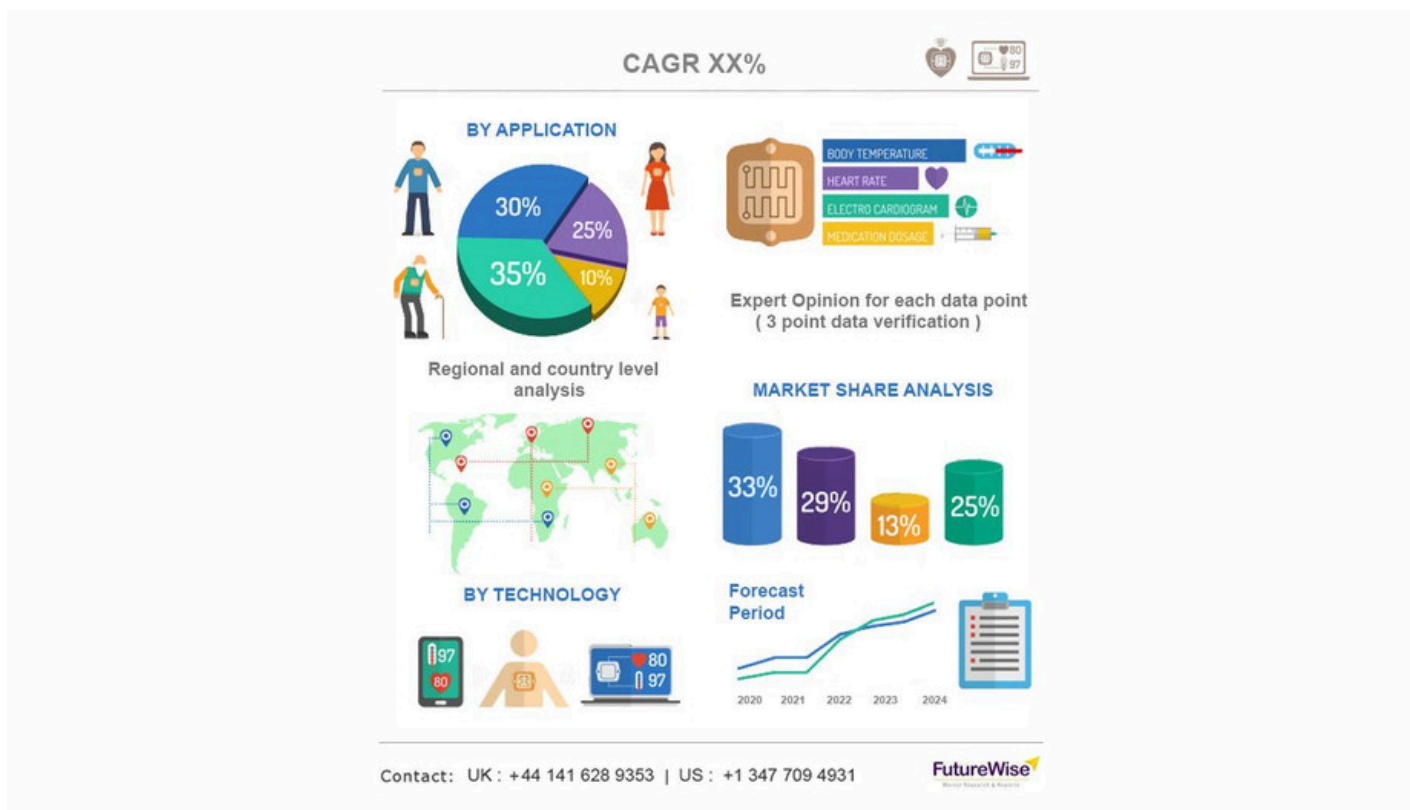 CAGR XX%
80
97
BY APPLICATION
30%
25%
35%
10%
BODY TEMPERATURE
HEART RATE
ELECTRO CARDIOGRAM
MEDICATION DOSAGE
Expert Opinion for each data point
( 3 point data verification )
Regional and country level
analysis
MARKET SHARE ANALYSIS
33%
29%
13%
25%
BY TECHNOLOGY
97
80
80
97
Forecast
Period
2020 2021 2022 2023 2024
Contact: UK : +44 141 628 9353 | US : +1 347 709 4931
FutureWise
Market Research & Reports